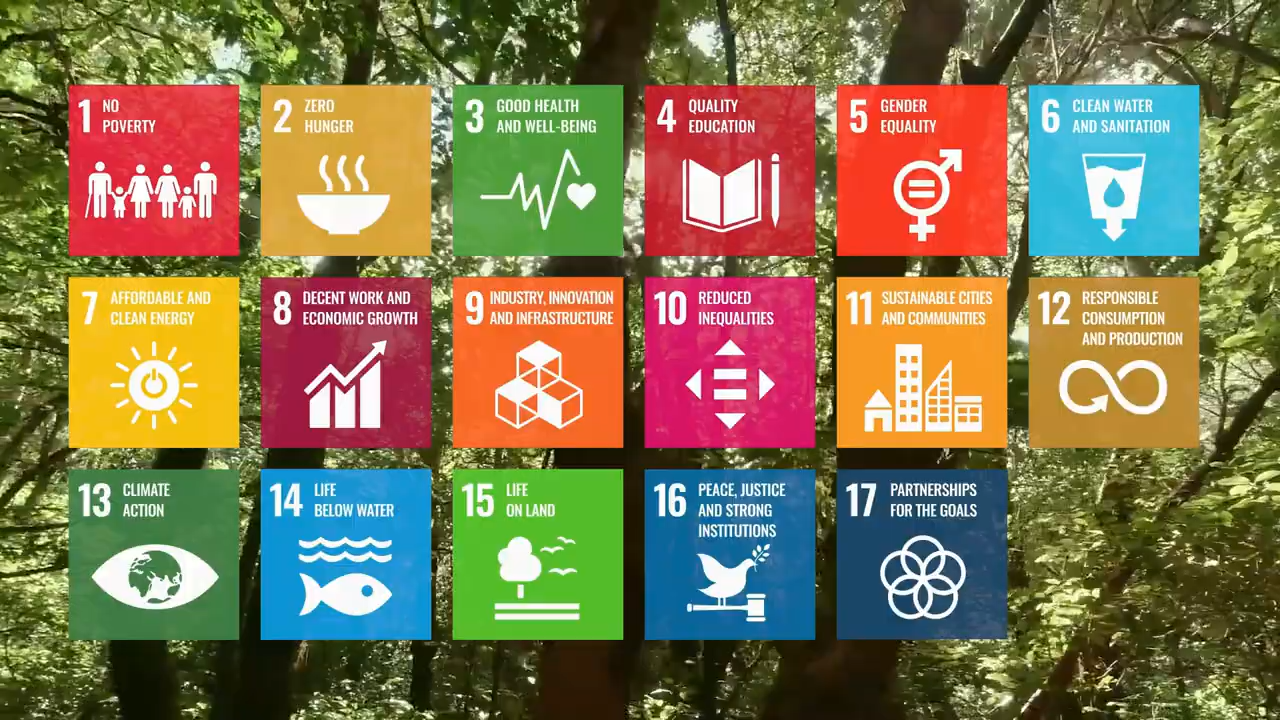 1 NO
POVERTY
2 ZERO
HUNGER
3 GOOD HEALTH
AND WELL-BEING
4 QUALITY
EDUCATION
5 GENDER
EQUALITY
6 CLEAN WATER
AND SANITATION
7 AFFORDABLE AND
CLEAN ENERGY
8 DECENT WORK AND
ECONOMIC GROWTH
9 INDUSTRY, INNOVATION
AND INFRASTRUCTURE
10 REDUCED
INEQUALITIES
11 SUSTAINABLE CITIES
AND COMMUNITIES
12 RESPONSIBLE
CONSUMPTION
AND PRODUCTION
13 CLIMATE
ACTION
14 LIFE
BELOW WATER
15 LIFE
ON LAND
16 PEACE, JUSTICE
AND STRONG
INSTITUTIONS
17 PARTNERSHIPS
FOR THE GOALS